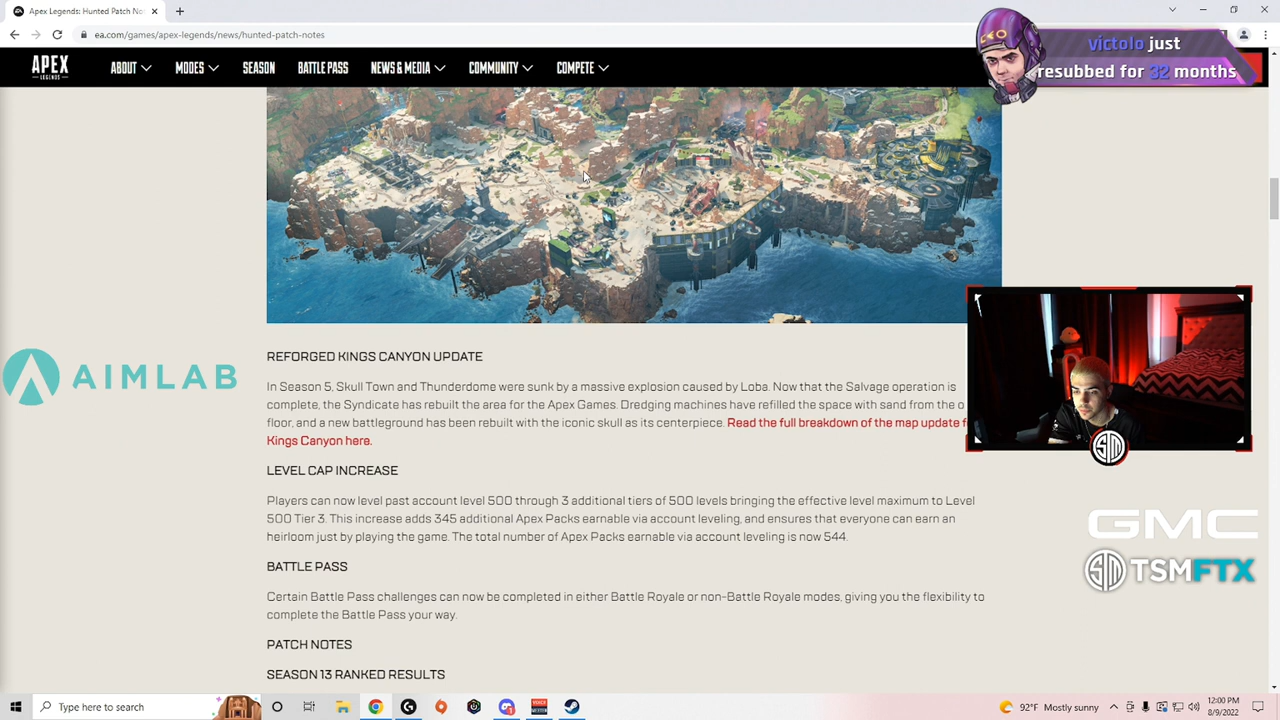 Apex Legends: Hunted Patch No
ea.com/games/apex-legends/news/hunted-patch-notes
victolo just
resubbed for 32 months
APEX
LEGENDS
ABOUT
MODES
SEASON
BATTLE PASS
NEWS & MEDIA
COMMUNITY
COMPETE
AIMLAB
REFORGED KINGS CANYON UPDATE
In Season 5, Skull Town and Thunderdome were sunk by a massive explosion caused by Loba. Now that the Salvage operation is
complete, the Syndicate has rebuilt the area for the Apex Games. Dredging machines have refilled the space with sand from the o
floor, and a new battleground has been rebuilt with the iconic skull as its centerpiece. Read the full breakdown of the map update f
Kings Canyon here.
LEVEL CAP INCREASE
Players can now level past account level 500 through 3 additional tiers of 500 levels bringing the effective level maximum to Level
500 Tier 3. This increase adds 345 additional Apex Packs earnable via account leveling, and ensures that everyone can earn an
heirloom just by playing the game. The total number of Apex Packs earnable via account leveling is now 544.
BATTLE PASS
Certain Battle Pass challenges can now be completed in either Battle Royale or non-Battle Royale modes, giving you the flexibility to
complete the Battle Pass your way.
PATCH NOTES
SEASON 13 RANKED RESULTS
TSM
GMC
TSM TSMFTX
Type here to search
92°F Mostly sunny
12:00 PM
8/9/2022